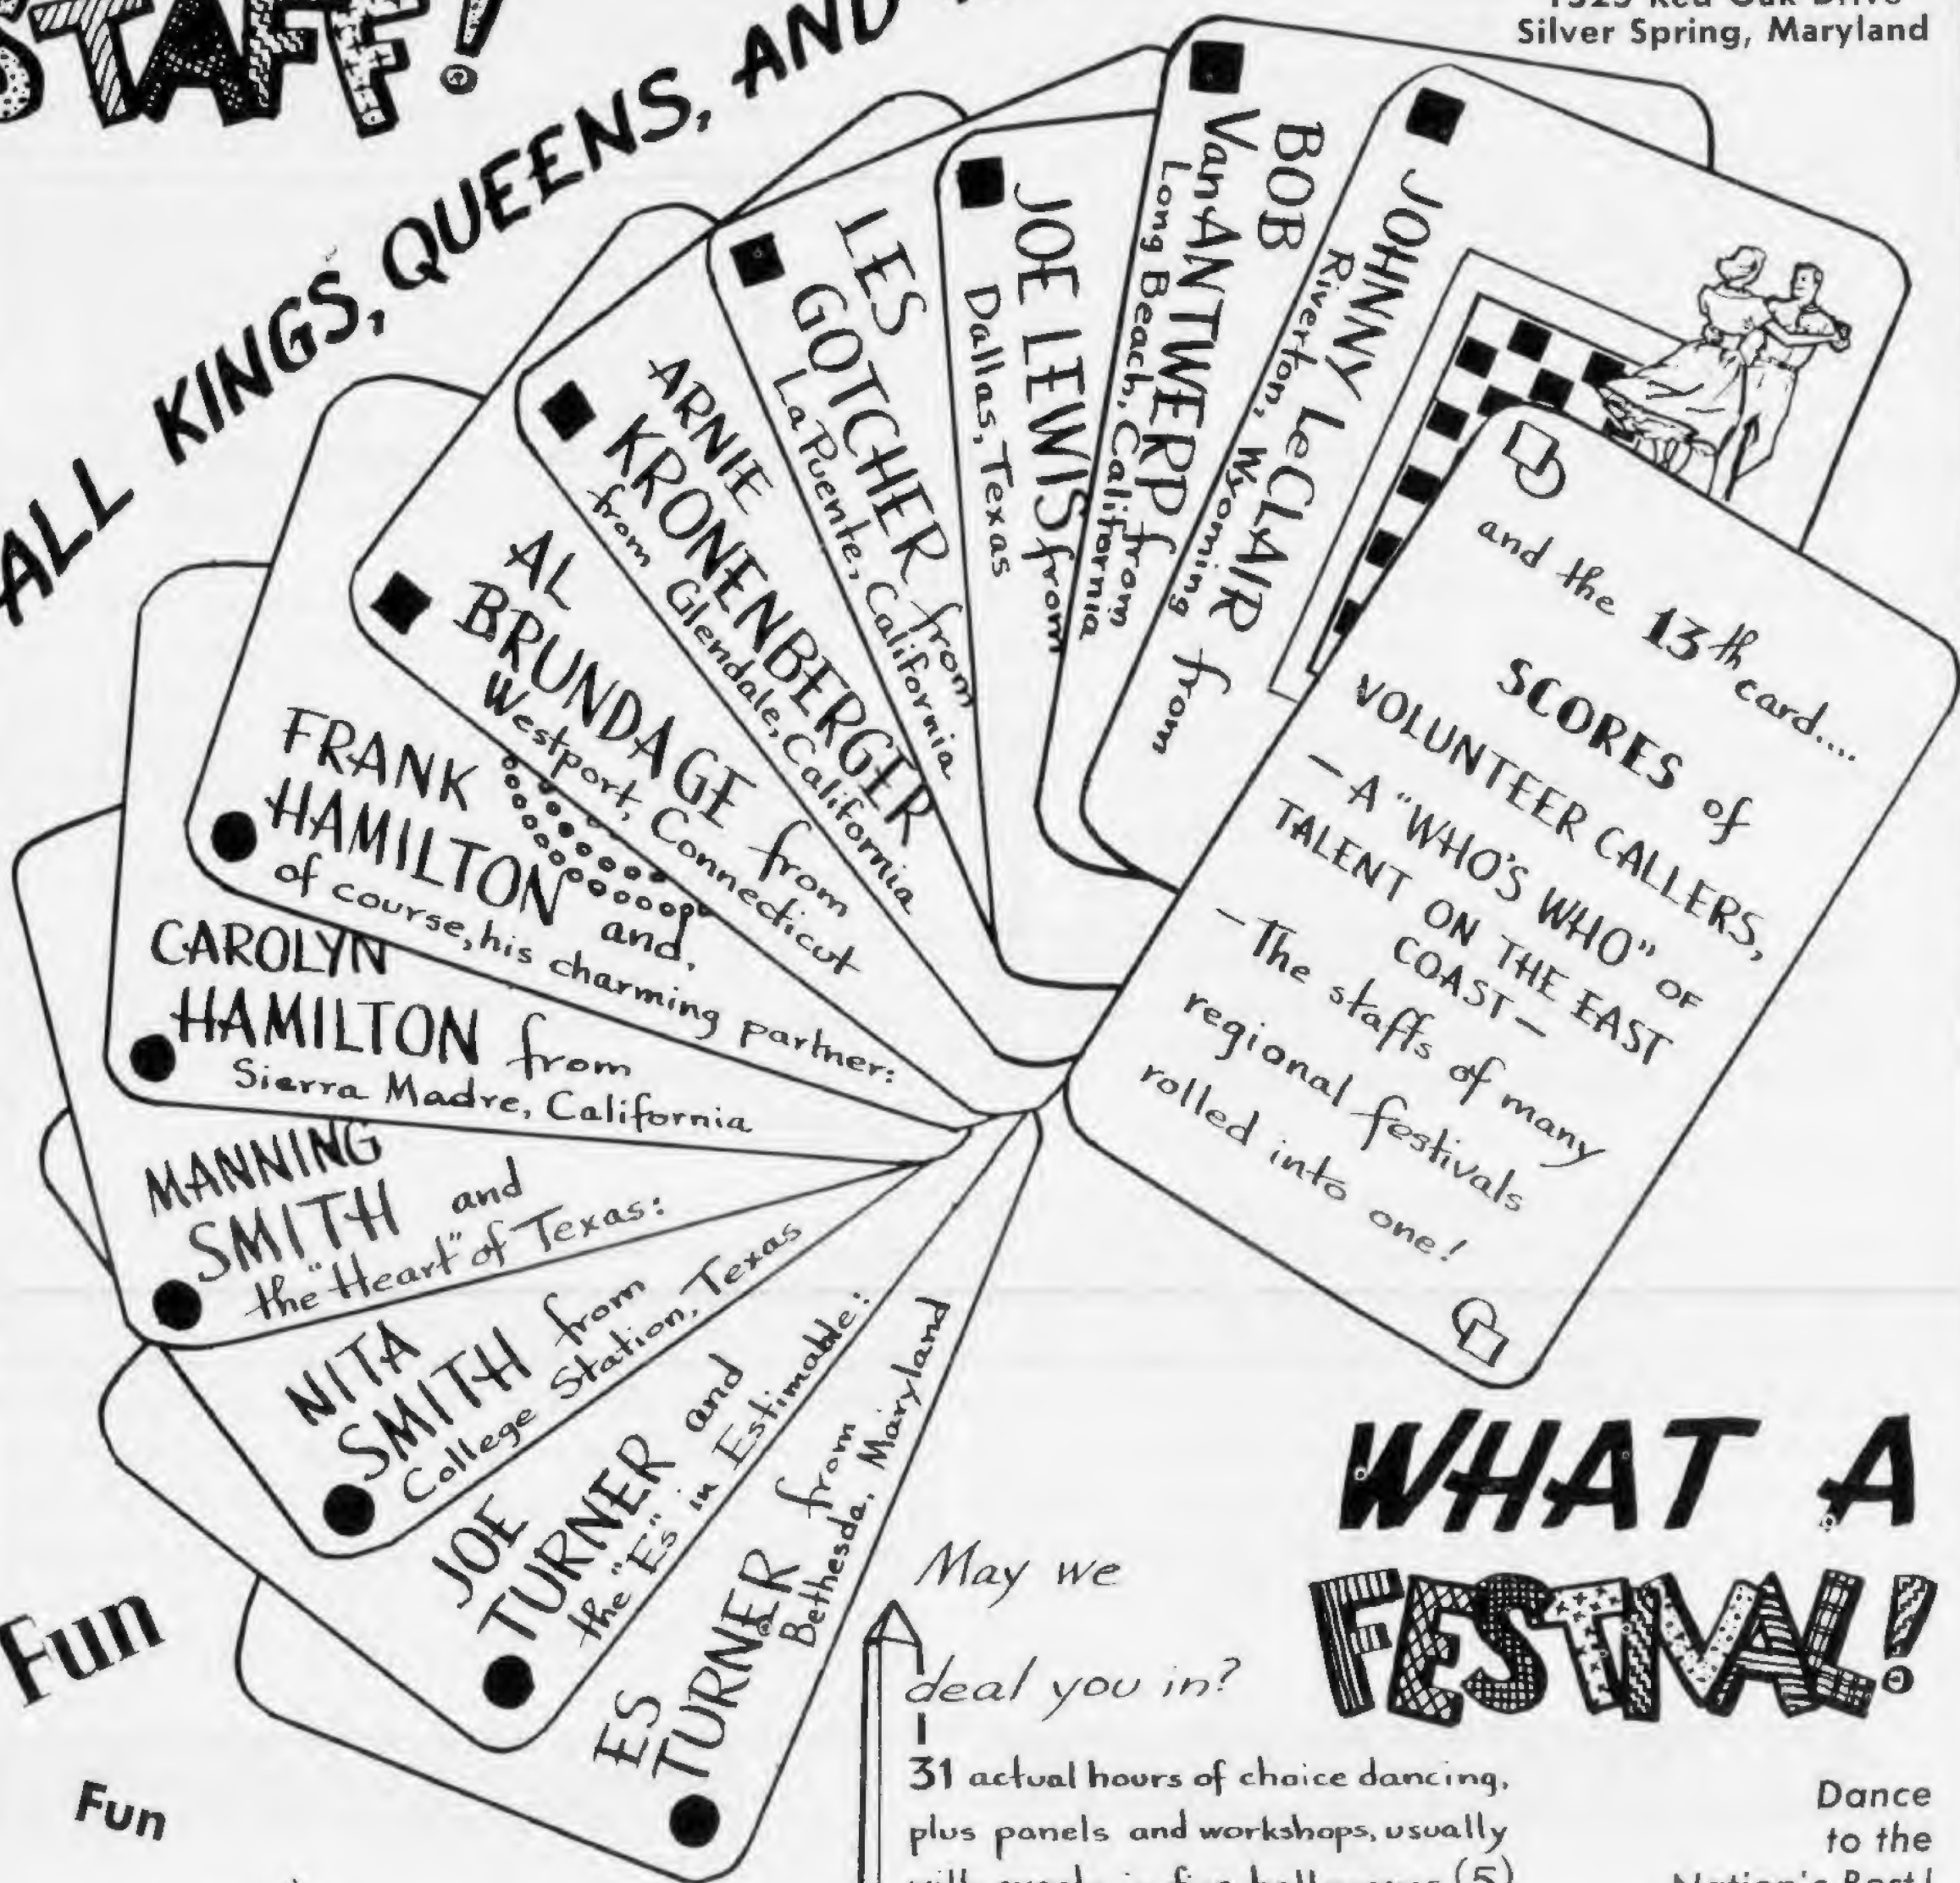 STAFF!
Silver Spring, Maryland
ALL KINGS, QUEENS, AND
JOHNNY LeCLAIR from
Riverton, Wyoming
BOB
VanANTWERP from
Long Beach, California
JOE LEWIS from
Dallas, Texas
LES
GOTCHER from
La Puente, California
ARNIE
KRONENBERGER
from Glendale, California
AL
BRUNDAGE from
Westport, Connecticut
FRANK
HAMILTON and,
of course, his charming partner:
CAROLYN
HAMILTON from
Sierra Madre, California
MANNING
SMITH and
the "Heart" of Texas:
NITA
SMITH from
College Station, Texas
JOE
TURNER and
the "Es" in Estimable:
ES
TURNER from
Bethesda, Maryland
and the 13th card....
SCORES of
VOLUNTEER CALLERS,
—A "WHO'S WHO" OF
TALENT ON THE EAST
COAST—
—The staffs of many
regional festivals
rolled into one!
WHAT A
FESTIVAL!
Fun
Fun
May we
deal you in?
31 actual hours of choice dancing,
plus panels and workshops, usually
(5)
Dance
to the
Nation's Best!